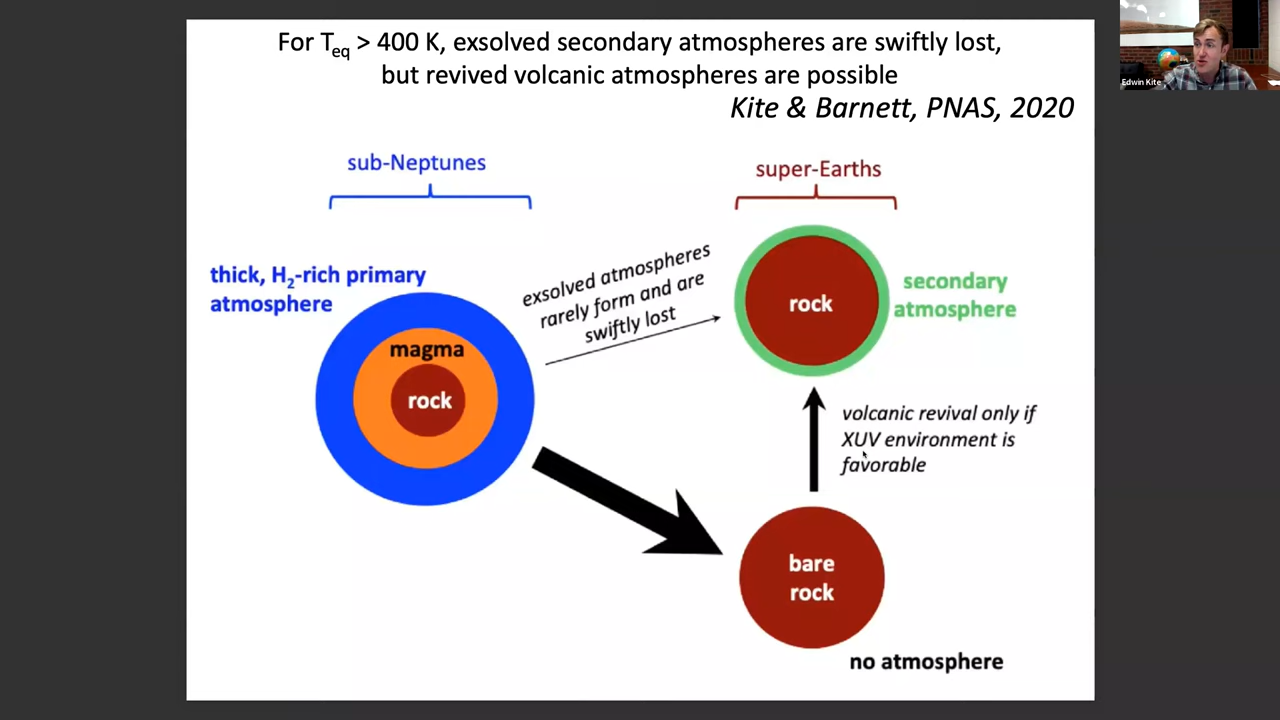 For Teq > 400 K, exsolved secondary atmospheres are swiftly lost,
but revived volcanic atmospheres are possible
Kite & Barnett, PNAS, 2020
Edwin Kite
sub-Neptunes
super-Earths
thick, H2-rich primary
atmosphere
magma
rock
exsolved atmospheres
rarely form and are
swiftly lost
rock
secondary
atmosphere
volcanic revival only if
XUV environment is
favorable
bare
rock
no atmosphere